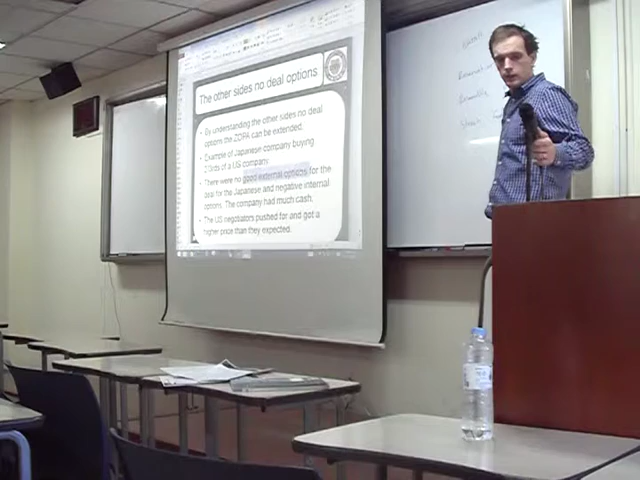 The other sides no deal options
• By understanding the other sides no deal
options the ZOPA can be extended.
• Example of Japanese company buying
of a US company.
• There were no good external options for the
deal for the Japanese and negative internal
options. The company had much cash.
• The US negotiators pushed for and got a
higher price than they expected.